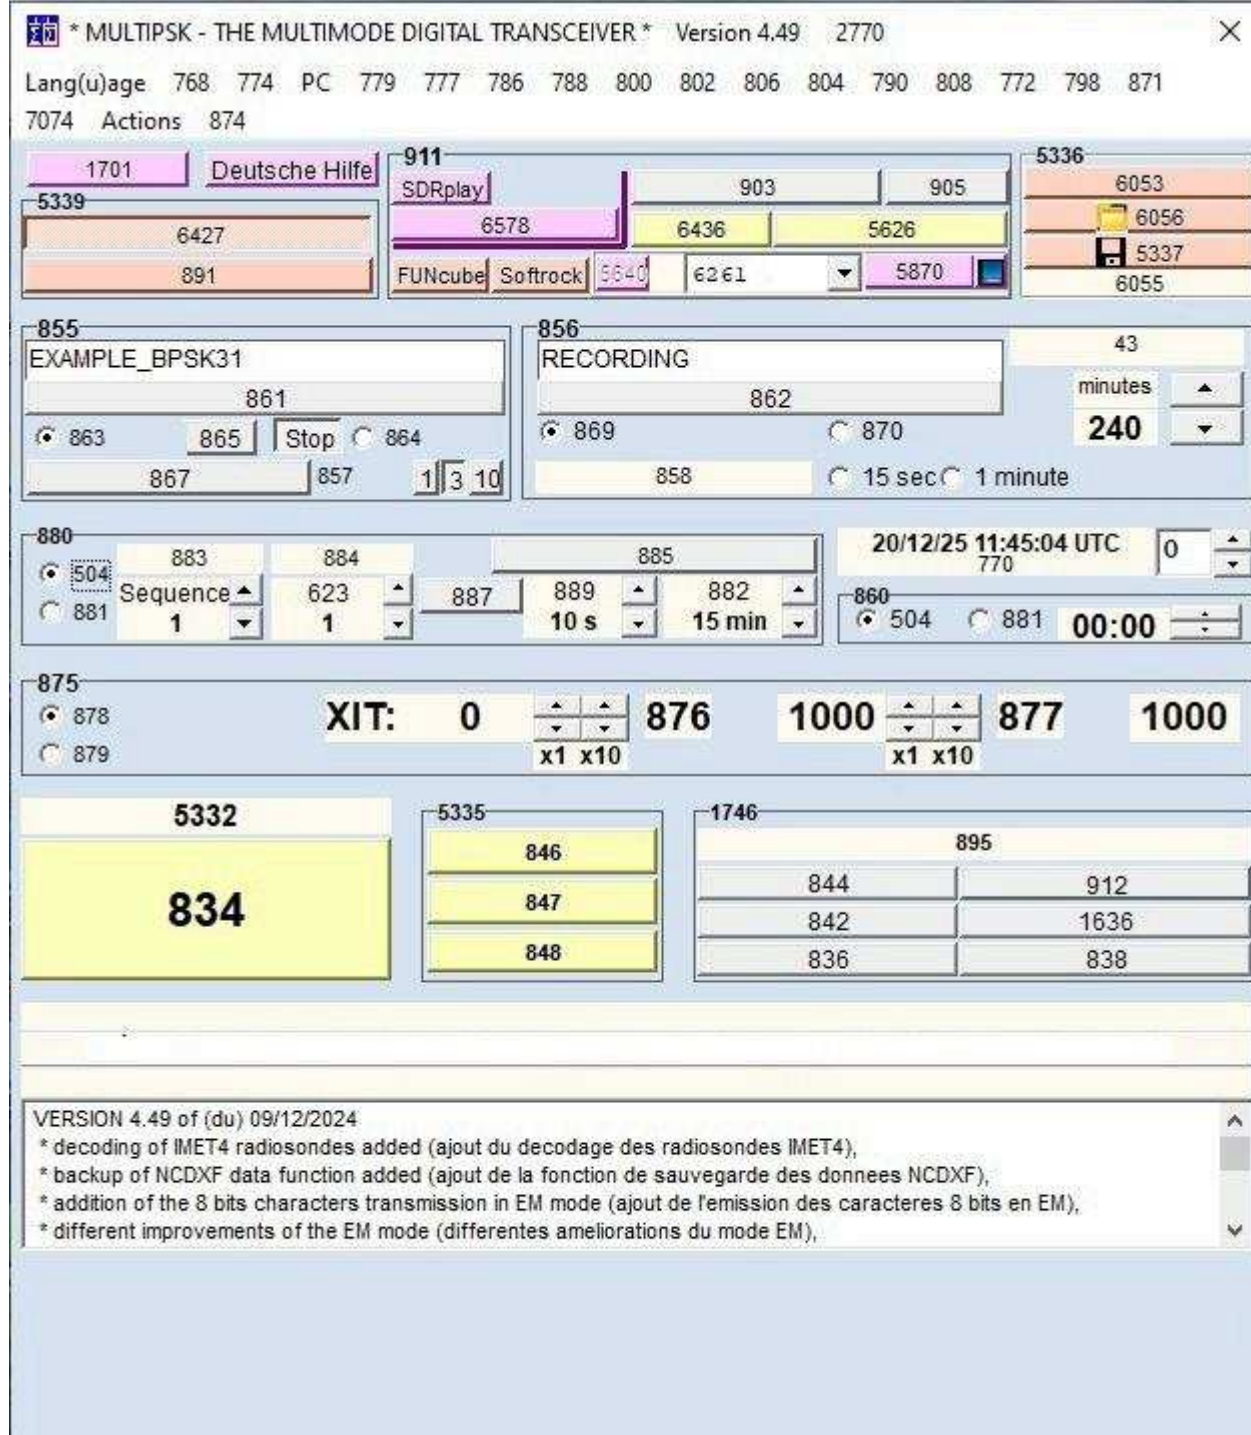 * MULTIPSK - THE MULTIMODE DIGITAL TRANSCEIVER * Version 4.49 2770
Lang(u)age 768 774 PC 779 777 786 788 800 802 806 804 790 808 772 798 871
7074 Actions 874
1701 Deutsche Hilfe
5339
6427
891
911
SDRplay 903 905
6578 6436 5626
FUNcube Softrock 5640 6261 5870
5336
6053
6056
5337
6055
855
EXAMPLE_BPSK31
861
863 865 Stop 864
867 857 1 3 10
856
RECORDING
862
869 870
858 15 sec 1 minute
43
minutes
240
880
504 883 884 885
881 Sequence 623 887 889 882
1 1 10 s 15 min
20/12/25 11:45:04 UTC 0
770
860
504 881 00:00
875
878 XIT: 0 876 1000 877 1000
879 x1 x10 x1 x10
5332
834
5335
846
847
848
1746
895
844 912
842 1636
836 838
VERSION 4.49 of (du) 09/12/2024
* decoding of IMET4 radiosondes added (ajout du decodage des radiosondes IMET4),
* backup of NCDXF data function added (ajout de la fonction de sauvegarde des donnees NCDXF),
* addition of the 8 bits characters transmission in EM mode (ajout de l'emission des caracteres 8 bits en EM),
* different improvements of the EM mode (differentes ameliorations du mode EM),